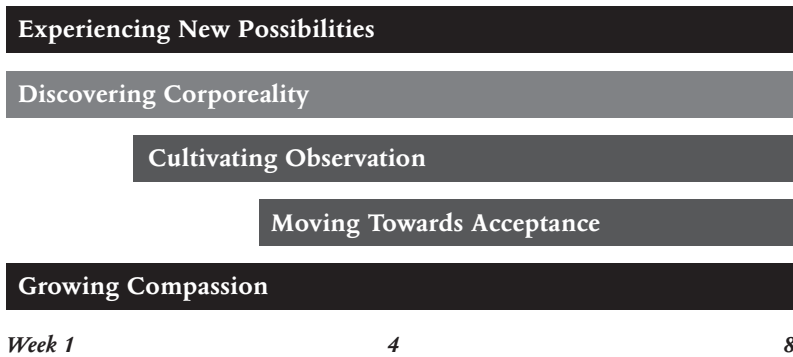 Experiencing New Possibilities
Discovering Corporeality
Cultivating Observation
Moving Towards Acceptance
Growing Compassion
Week 1 4 8